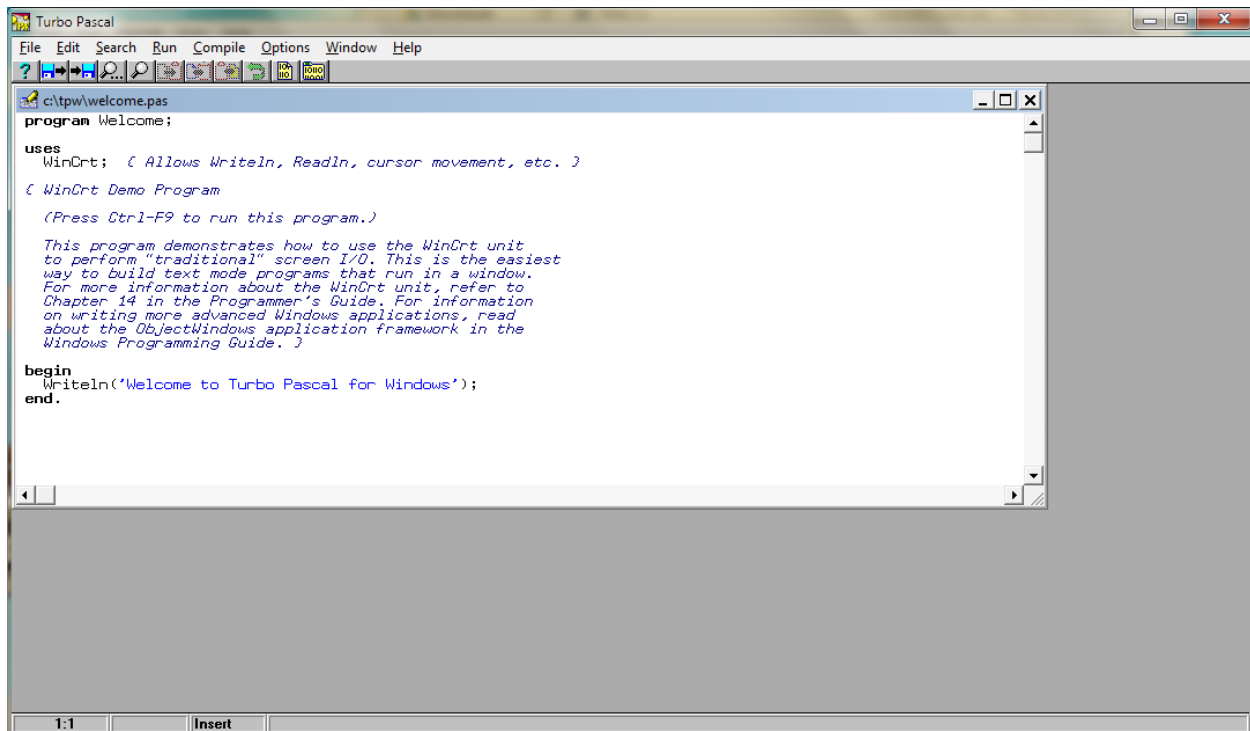 Turbo Pascal
File Edit Search Run Compile Options Window Help
c:\tpw\welcome.pas
program Welcome;
uses
WinCrt; { Allows Writeln, Readln, cursor movement, etc. }
{ WinCrt Demo Program
(Press Ctrl-F9 to run this program.)
This program demonstrates how to use the WinCrt unit
to perform "traditional" screen I/O. This is the easiest
way to build text mode programs that run in a window.
For more information about the WinCrt unit, refer to
Chapter 14 in the Programmer's Guide. For information
on writing more advanced Windows applications, read
about the ObjectWindows application framework in the
Windows Programming Guide. }
begin
Writeln('Welcome to Turbo Pascal for Windows');
end.
1:1 Insert